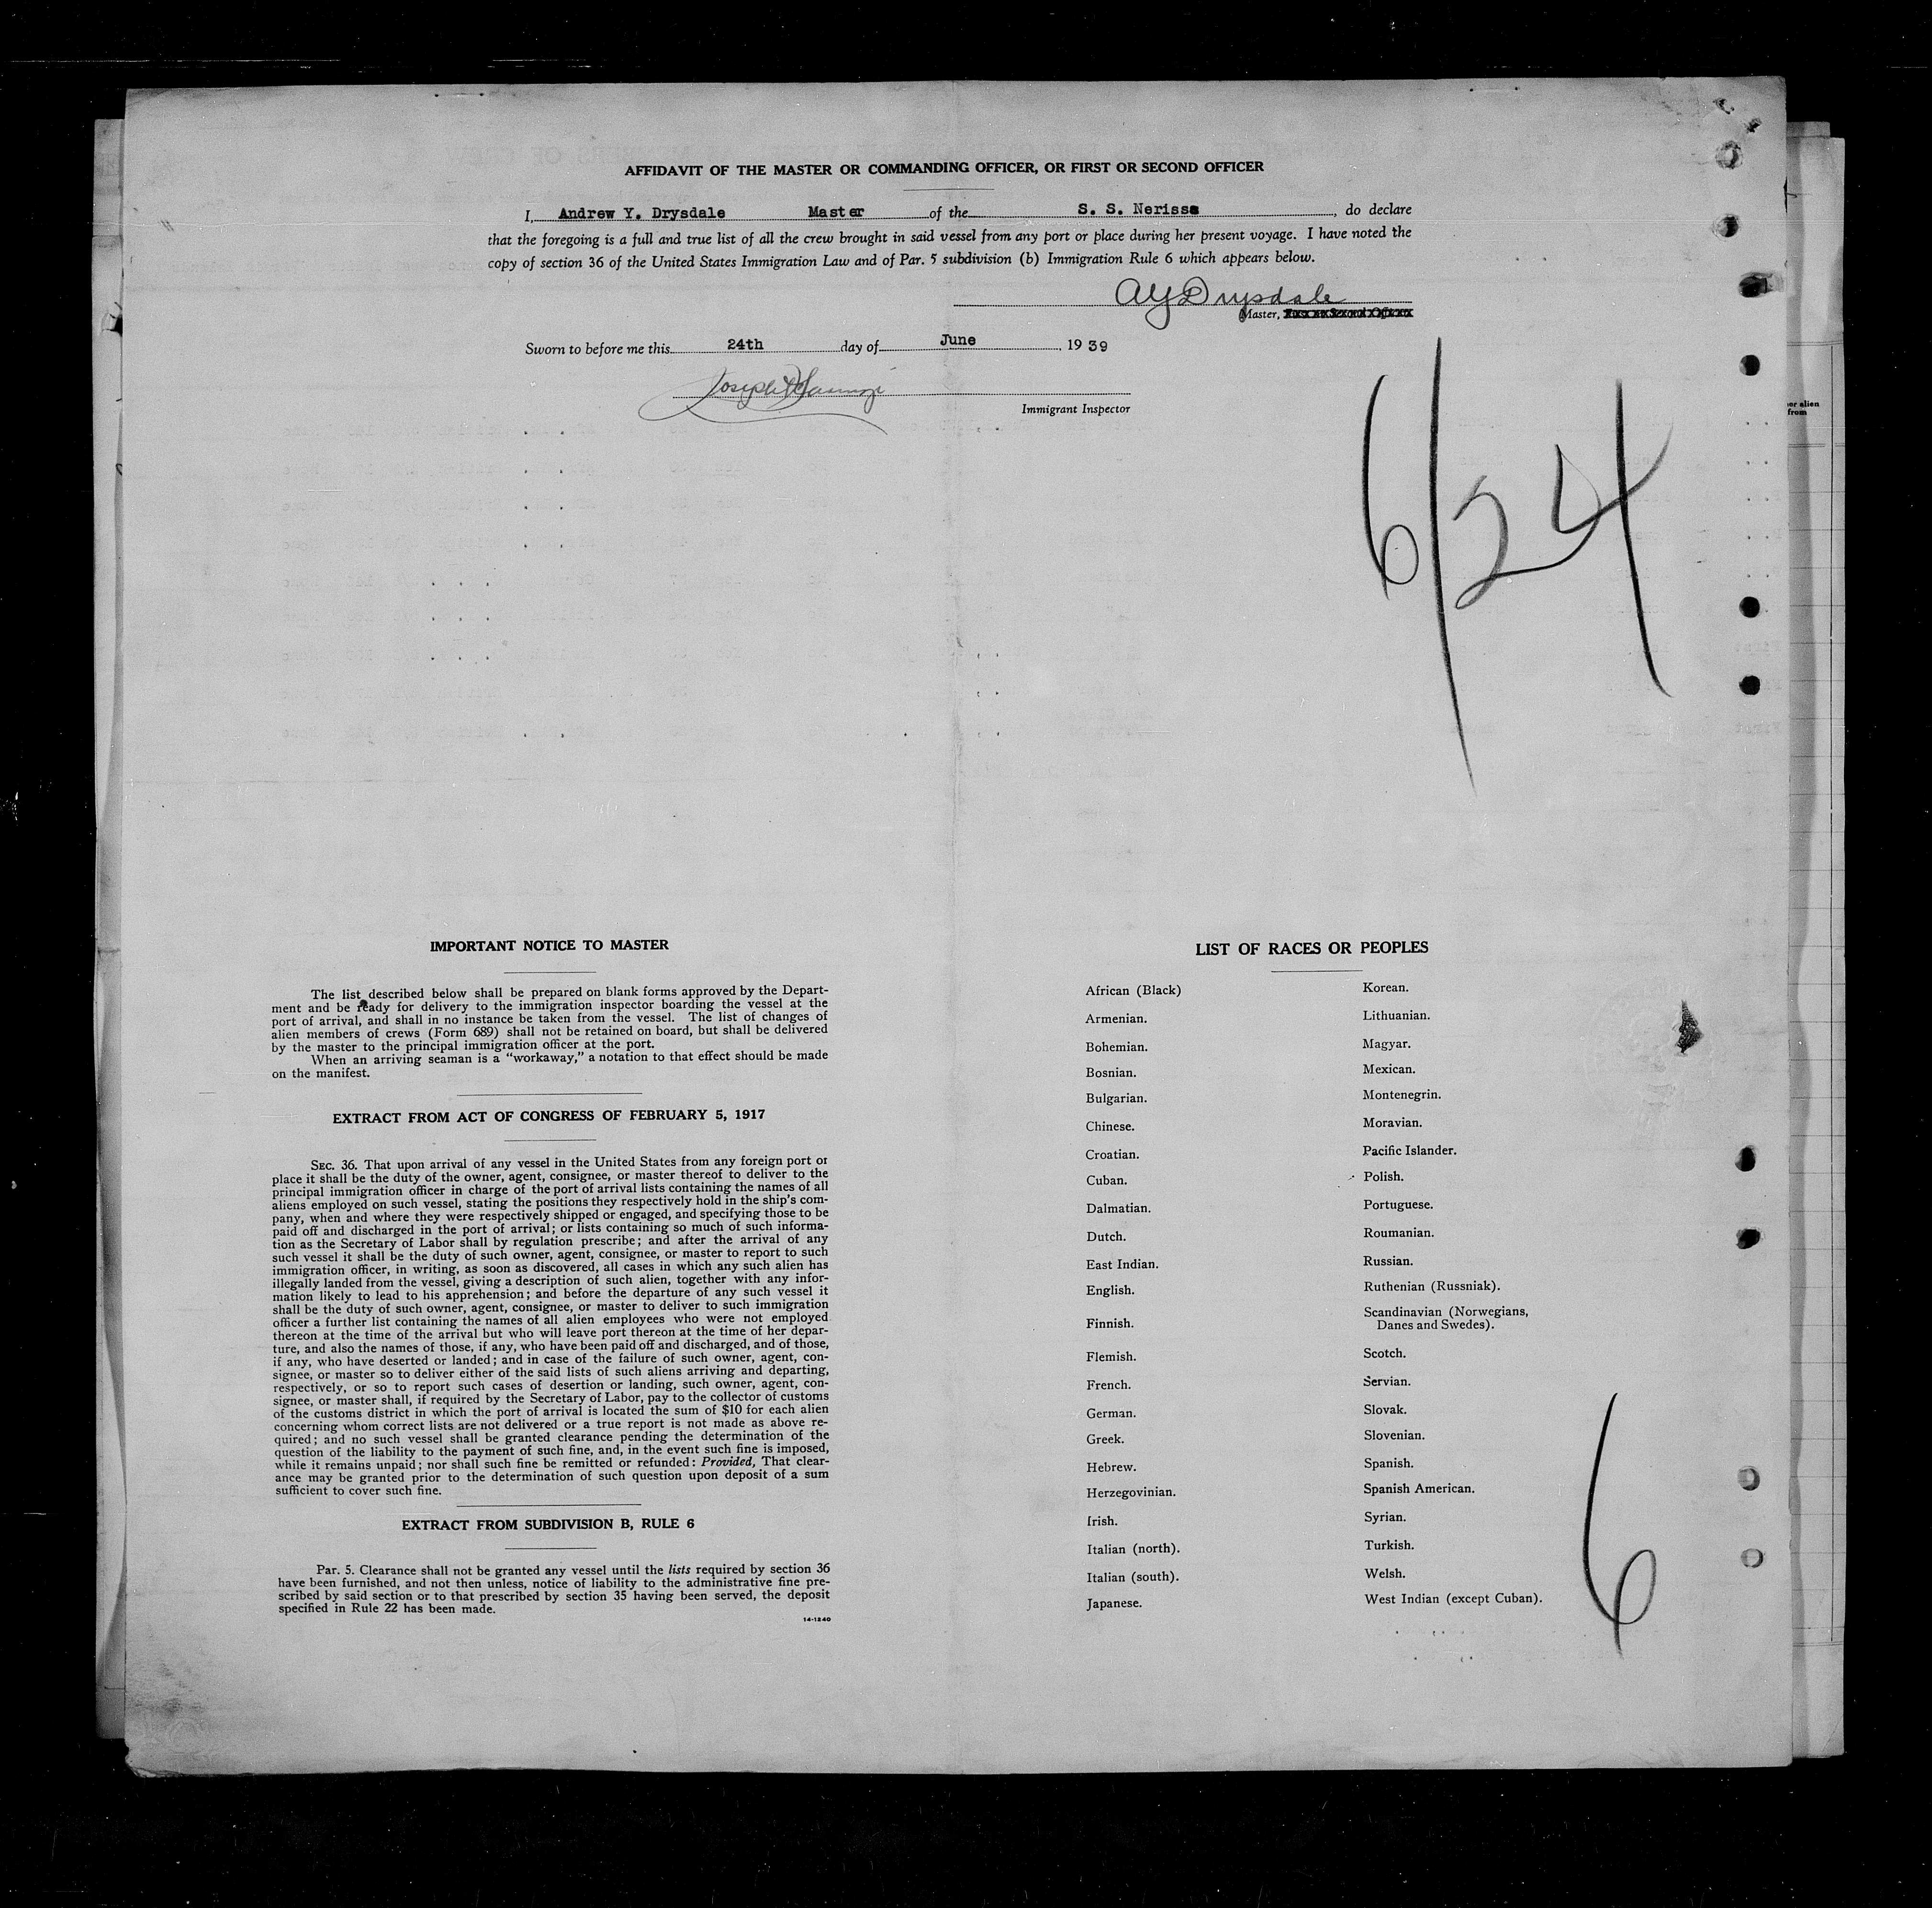 AFFIDAVIT OF THE MASTER OR COMMANDING OFFICER, OR FIRST OR SECOND OFFICER
I, Andrew Y. Drysdale Master of the S. S. Nerissa, do declare
that the foregoing is a full and true list of all the crew brought in said vessel from any port or place during her present voyage. I have noted the
copy of section 36 of the United States Immigration Law and of Par. 5 subdivision (b) Immigration Rule 6 which appears below.
AYDrysdale
Master,
Sworn to before me this 24th day of June, 1939
Joseph
Immigrant Inspector
6/24
or alien
from
IMPORTANT NOTICE TO MASTER
The list described below shall be prepared on blank forms approved by the Depart-
ment and be ready for delivery to the immigration inspector boarding the vessel at the
port of arrival, and shall in no instance be taken from the vessel. The list of changes of
alien members of crews (Form 689) shall not be retained on board, but shall be delivered
by the master to the principal immigration officer at the port.
When an arriving seaman is a "workaway," a notation to that effect should be made
on the manifest.
EXTRACT FROM ACT OF CONGRESS OF FEBRUARY 5, 1917
SEC. 36. That upon arrival of any vessel in the United States from any foreign port or
place it shall be the duty of the owner, agent, consignee, or master thereof to deliver to the
principal immigration officer in charge of the port of arrival lists containing the names of all
aliens employed on such vessel, stating the positions they respectively hold in the ship's com-
pany, when and where they were respectively shipped or engaged, and specifying those to be
paid off and discharged in the port of arrival; or lists containing so much of such informa-
tion as the Secretary of Labor shall by regulation prescribe; and after the arrival of any
such vessel it shall be the duty of such owner, agent, consignee, or master to report to such
immigration officer, in writing, as soon as discovered, all cases in which any such alien has
illegally landed from the vessel, giving a description of such alien, together with any infor-
mation likely to lead to his apprehension; and before the departure of any such vessel it
shall be the duty of such owner, agent, consignee, or master to deliver to such immigration
officer a further list containing the names of all alien employees who were not employed
thereon at the time of the arrival but who will leave port thereon at the time of her depar-
ture, and also the names of those, if any, who have been paid off and discharged, and of those,
if any, who have deserted or landed; and in case of the failure of such owner, agent, con-
signee, or master so to deliver either of the said lists of such aliens arriving and departing,
respectively, or so to report such cases of desertion or landing, such owner, agent, con-
signee, or master shall, if required by the Secretary of Labor, pay to the collector of customs
of the customs district in which the port of arrival is located the sum of $10 for each alien
concerning whom correct lists are not delivered or a true report is not made as above re-
quired; and no such vessel shall be granted clearance pending the determination of the
question of the liability to the payment of such fine, and, in the event such fine is imposed,
while it remains unpaid; nor shall such fine be remitted or refunded: Provided, That clear-
ance may be granted prior to the determination of such question upon deposit of a sum
sufficient to cover such fine.
EXTRACT FROM SUBDIVISION B, RULE 6
Par. 5. Clearance shall not be granted any vessel until the lists required by section 36
have been furnished, and not then unless, notice of liability to the administrative fine pre-
scribed by said section or to that prescribed by section 35 having been served, the deposit
specified in Rule 22 has been made.
14-1240
LIST OF RACES OR PEOPLES
African (Black)
Armenian.
Bohemian.
Bosnian.
Bulgarian.
Chinese.
Croatian.
Cuban.
Dalmatian.
Dutch.
East Indian.
English.
Finnish.
Flemish.
French.
German.
Greek.
Hebrew.
Herzegovinian.
Irish.
Italian (north).
Italian (south).
Japanese.
Korean.
Lithuanian.
Magyar.
Mexican.
Montenegrin.
Moravian.
Pacific Islander.
Polish.
Portuguese.
Roumanian.
Russian.
Ruthenian (Russniak).
Scandinavian (Norwegians,
Danes and Swedes).
Scotch.
Servian.
Slovak.
Slovenian.
Spanish.
Spanish American.
Syrian.
Turkish.
Welsh.
West Indian (except Cuban).
6